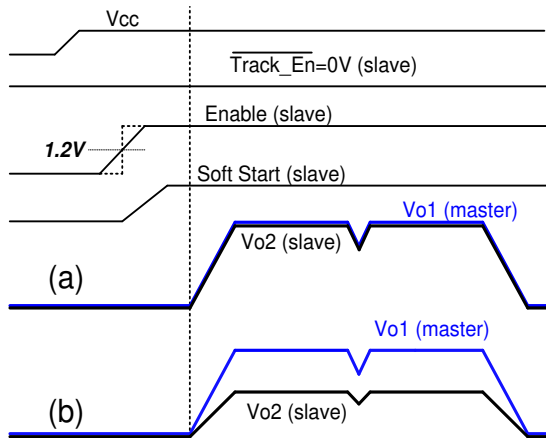 Vcc
Track_En=0V (slave)
Enable (slave)
1.2V
Soft Start (slave)
Vo1 (master)
Vo2 (slave)
(a)
Vo1 (master)
(b)
Vo2 (slave)